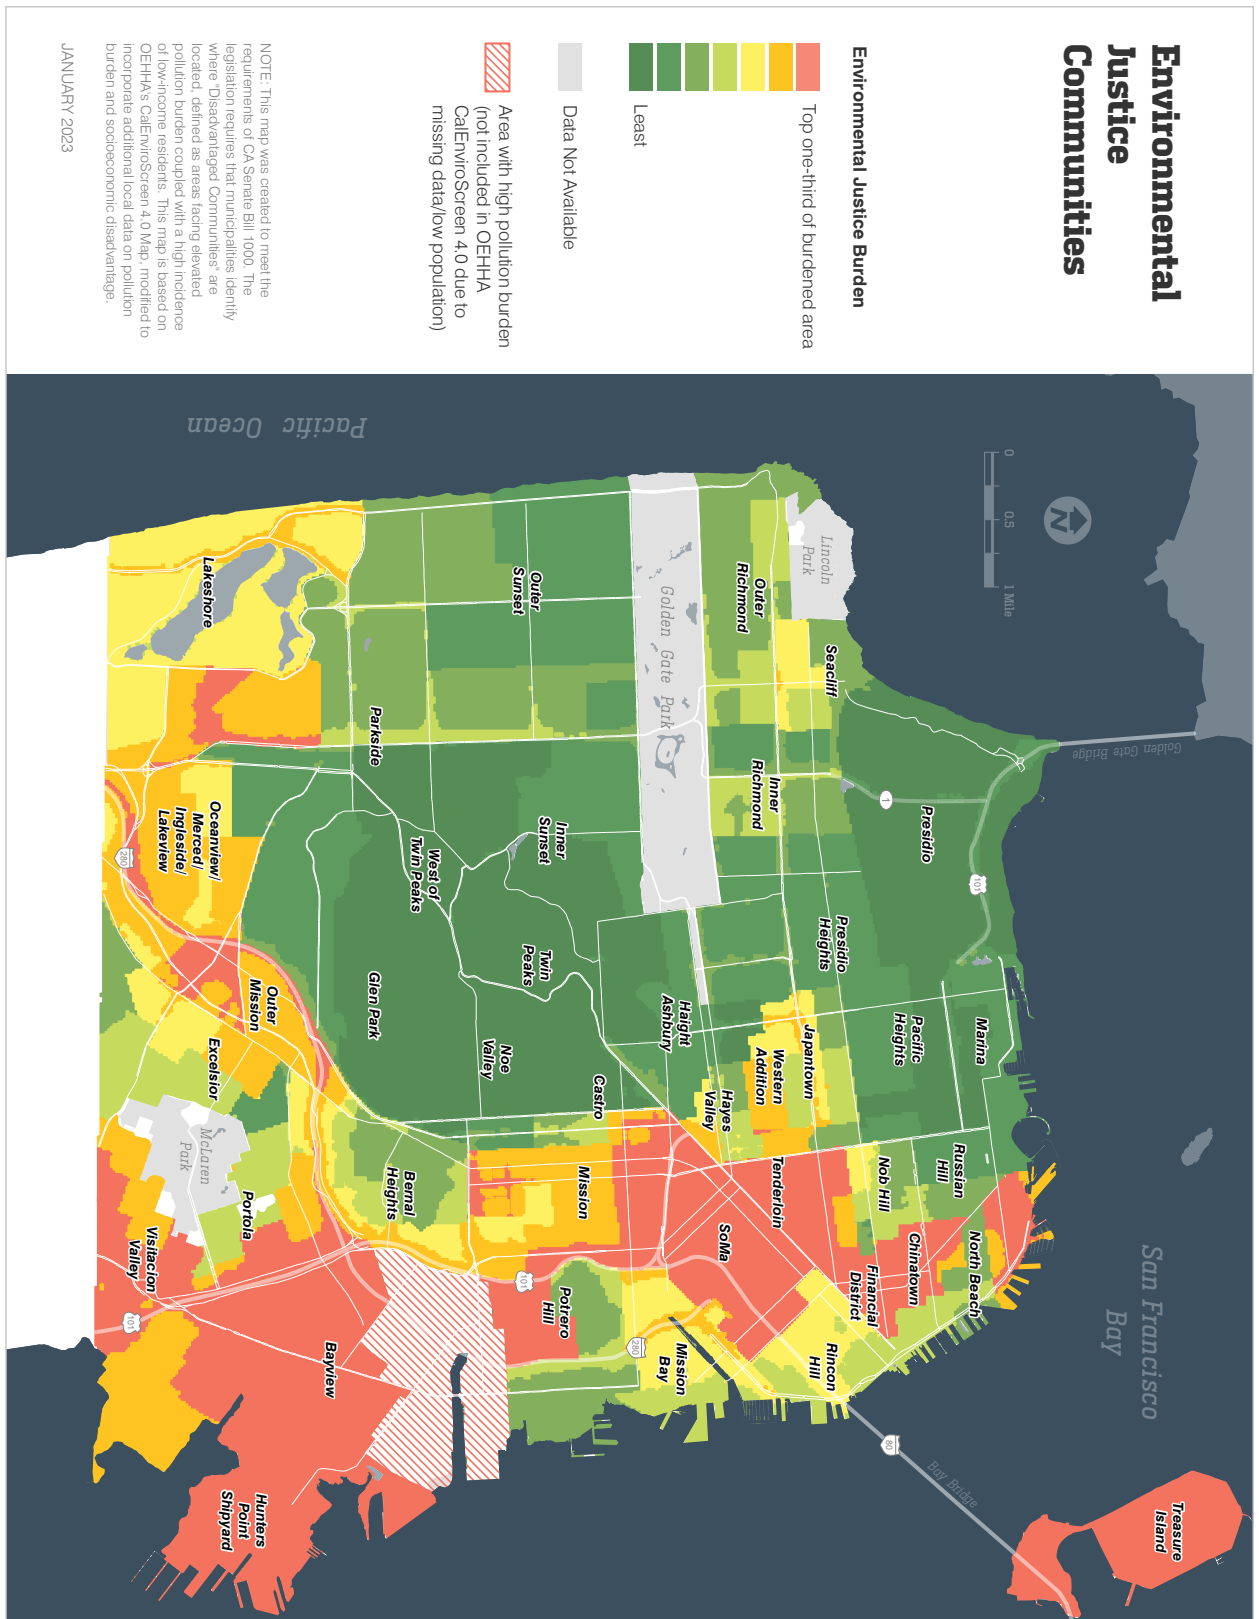 Environmental
Justice
Communities
Environmental Justice Burden
Top one-third of burdened area
Least
Data Not Available
Area with high pollution burden
(not included in OEHHA
CalEnviroScreen 4.0 due to
missing data/low population)
NOTE: This map was created to meet the
requirements of CA Senate Bill 1000. The
legislation requires that municipalities identify
where "Disadvantaged Communities" are
located, defined as areas facing elevated
pollution burden coupled with a high incidence
of low-income residents. This map is based on
OEHHA's CalEnviroScreen 4.0 Map, modified to
incorporate additional local data on pollution
burden and socioeconomic disadvantage.
JANUARY 2023
0
0.5
1 Mile
N
Pacific Ocean
Golden Gate Bridge
San Francisco
Bay
Bay Bridge
Treasure
Island
80
1
101
Presidio
Marina
Russian
Hill
North Beach
Pacific
Heights
Nob Hill
Chinatown
Financial
District
Lincoln
Park
Seacliff
Outer
Richmond
Inner
Richmond
Presidio
Heights
Japantown
Western
Addition
Tenderloin
Rincon
Hill
Golden Gate Park
Haight
Ashbury
Hayes
Valley
SoMa
Mission
Bay
280
Outer
Sunset
Inner
Sunset
Twin
Peaks
Castro
Mission
Potrero
Hill
101
Noe
Valley
West of
Twin Peaks
Parkside
Glen Park
Bernal
Heights
Bayview
Lakeshore
Oceanview/
Merced/
Ingleside/
Lakeview
280
Outer
Mission
Excelsior
McLaren
Park
Portola
Visitacion
Valley
101
Hunters
Point
Shipyard